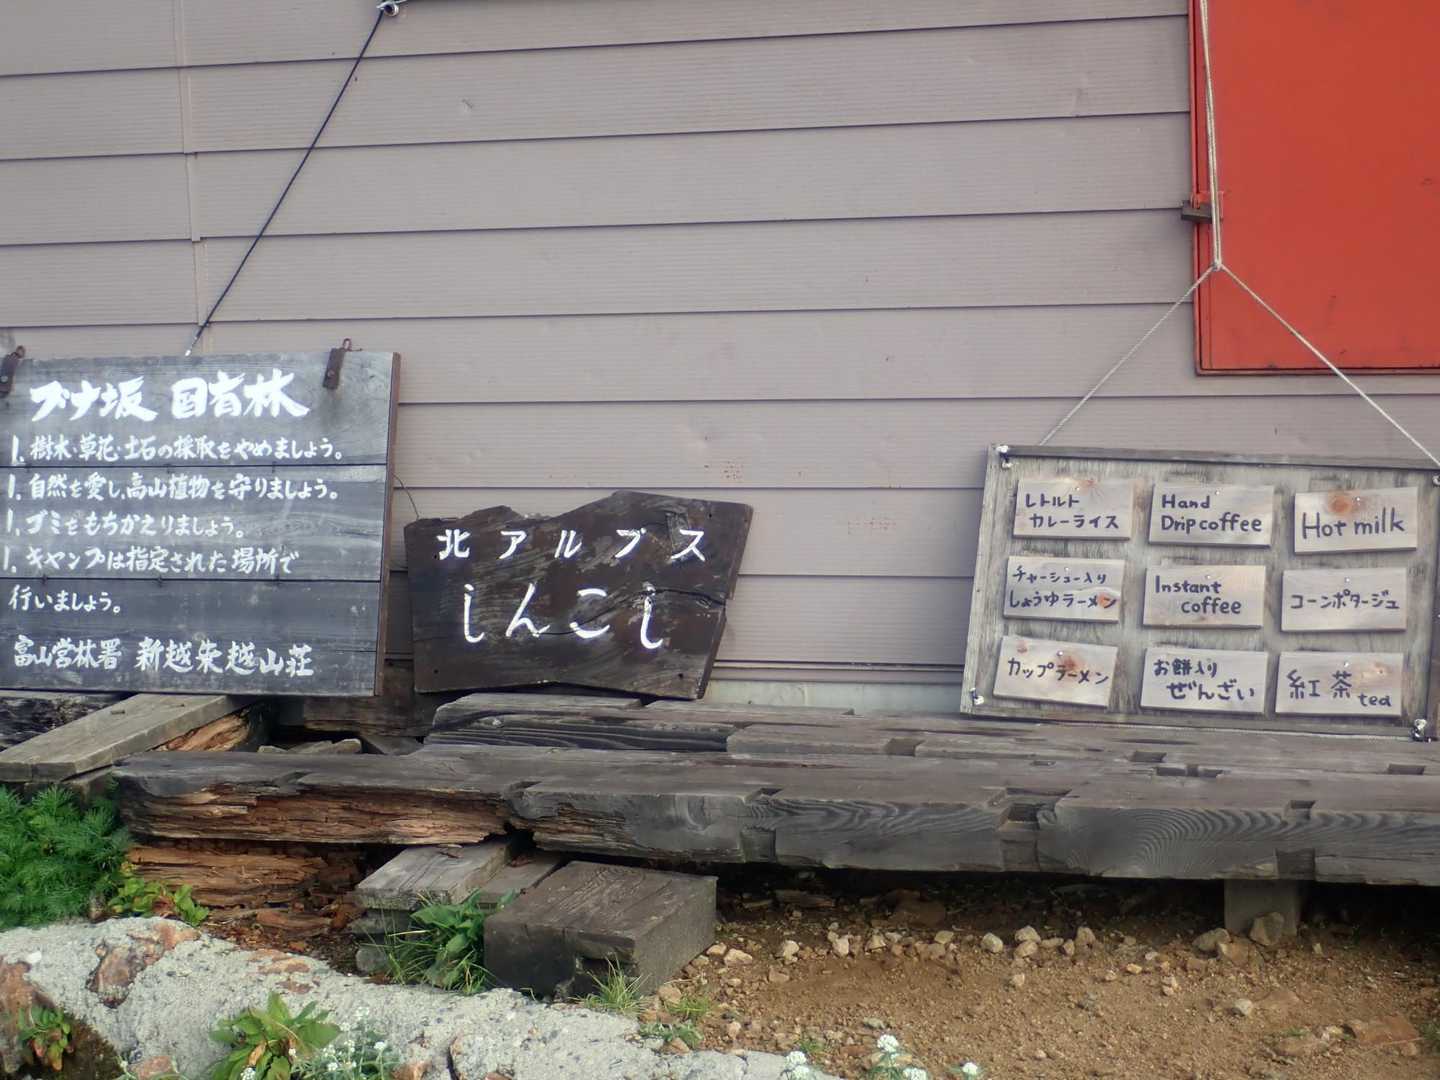 ブナ坂 国有林
1. 樹木・草花・土石の採取をやめましょう。
1. 自然を愛し、高山植物を守りましょう。
1. ゴミをもちかえりましょう。
1. キャンプは指定された場所で
行いましょう。
富山営林署 新越乗越山荘
北アルプス
しんこし
レトルト
カレーライス
Hand
Drip coffee
Hot milk
チャーシュー入り
しょうゆラーメン
Instant
coffee
コーンポタージュ
カップラーメン
お餅入り
ぜんざい
紅茶
tea